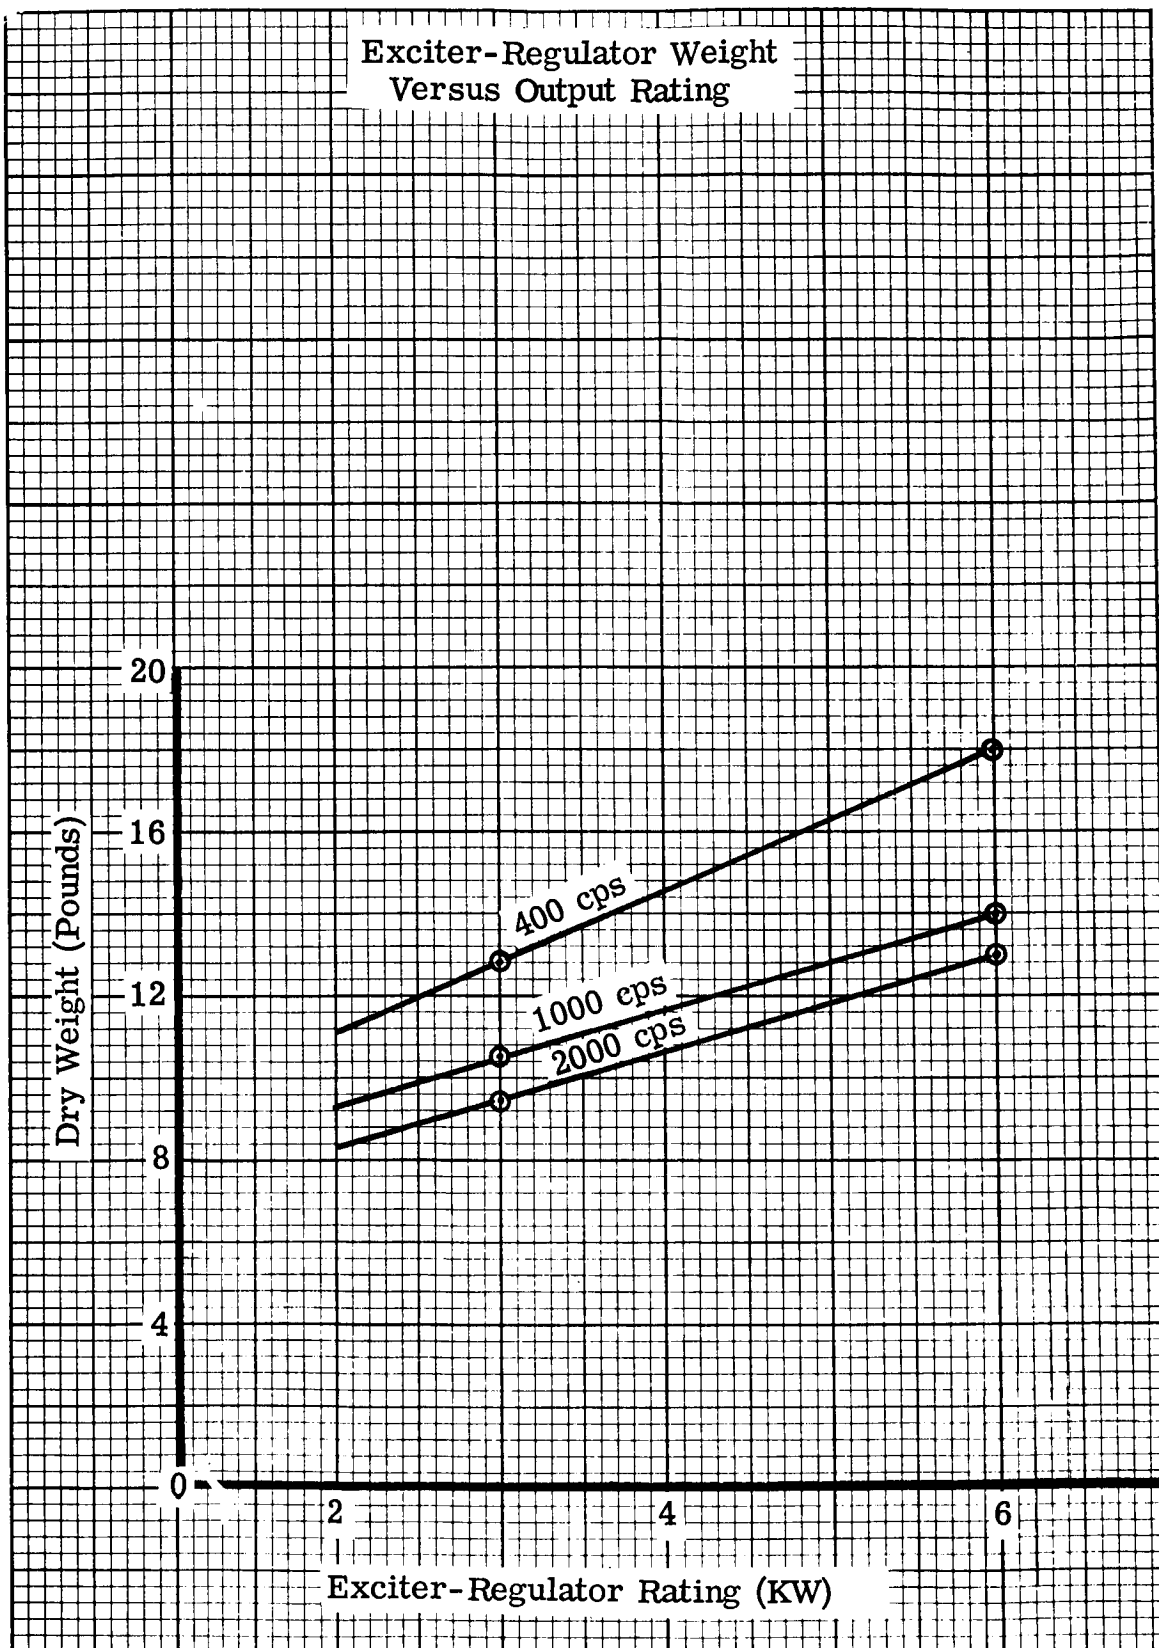 Exciter-Regulator Weight
Versus Output Rating
20
16
12
8
4
0
Dry Weight (Pounds)
400 cps
1000 cps
2000 cps
2
4
6
Exciter-Regulator Rating (KW)